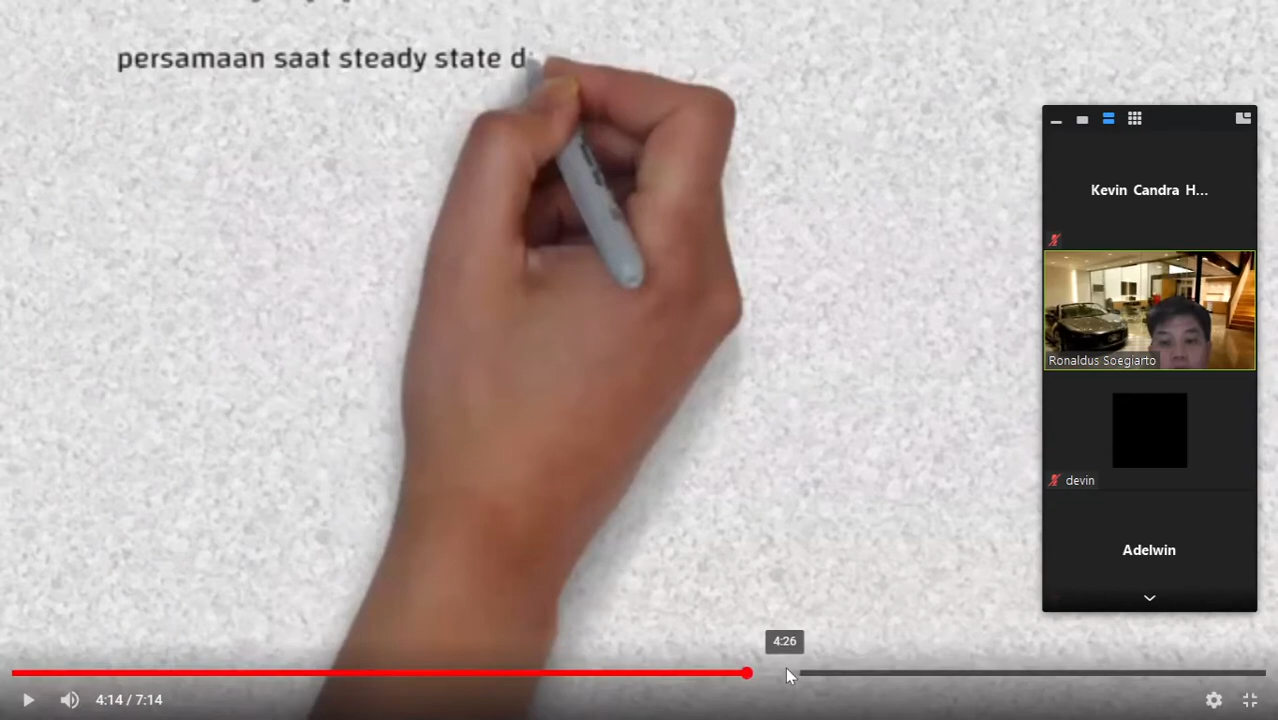 persamaan saat steady state d
Kevin Candra H...
Ronaldus Soegiarto
devin
Adelwin
4:26
4:14 / 7:14